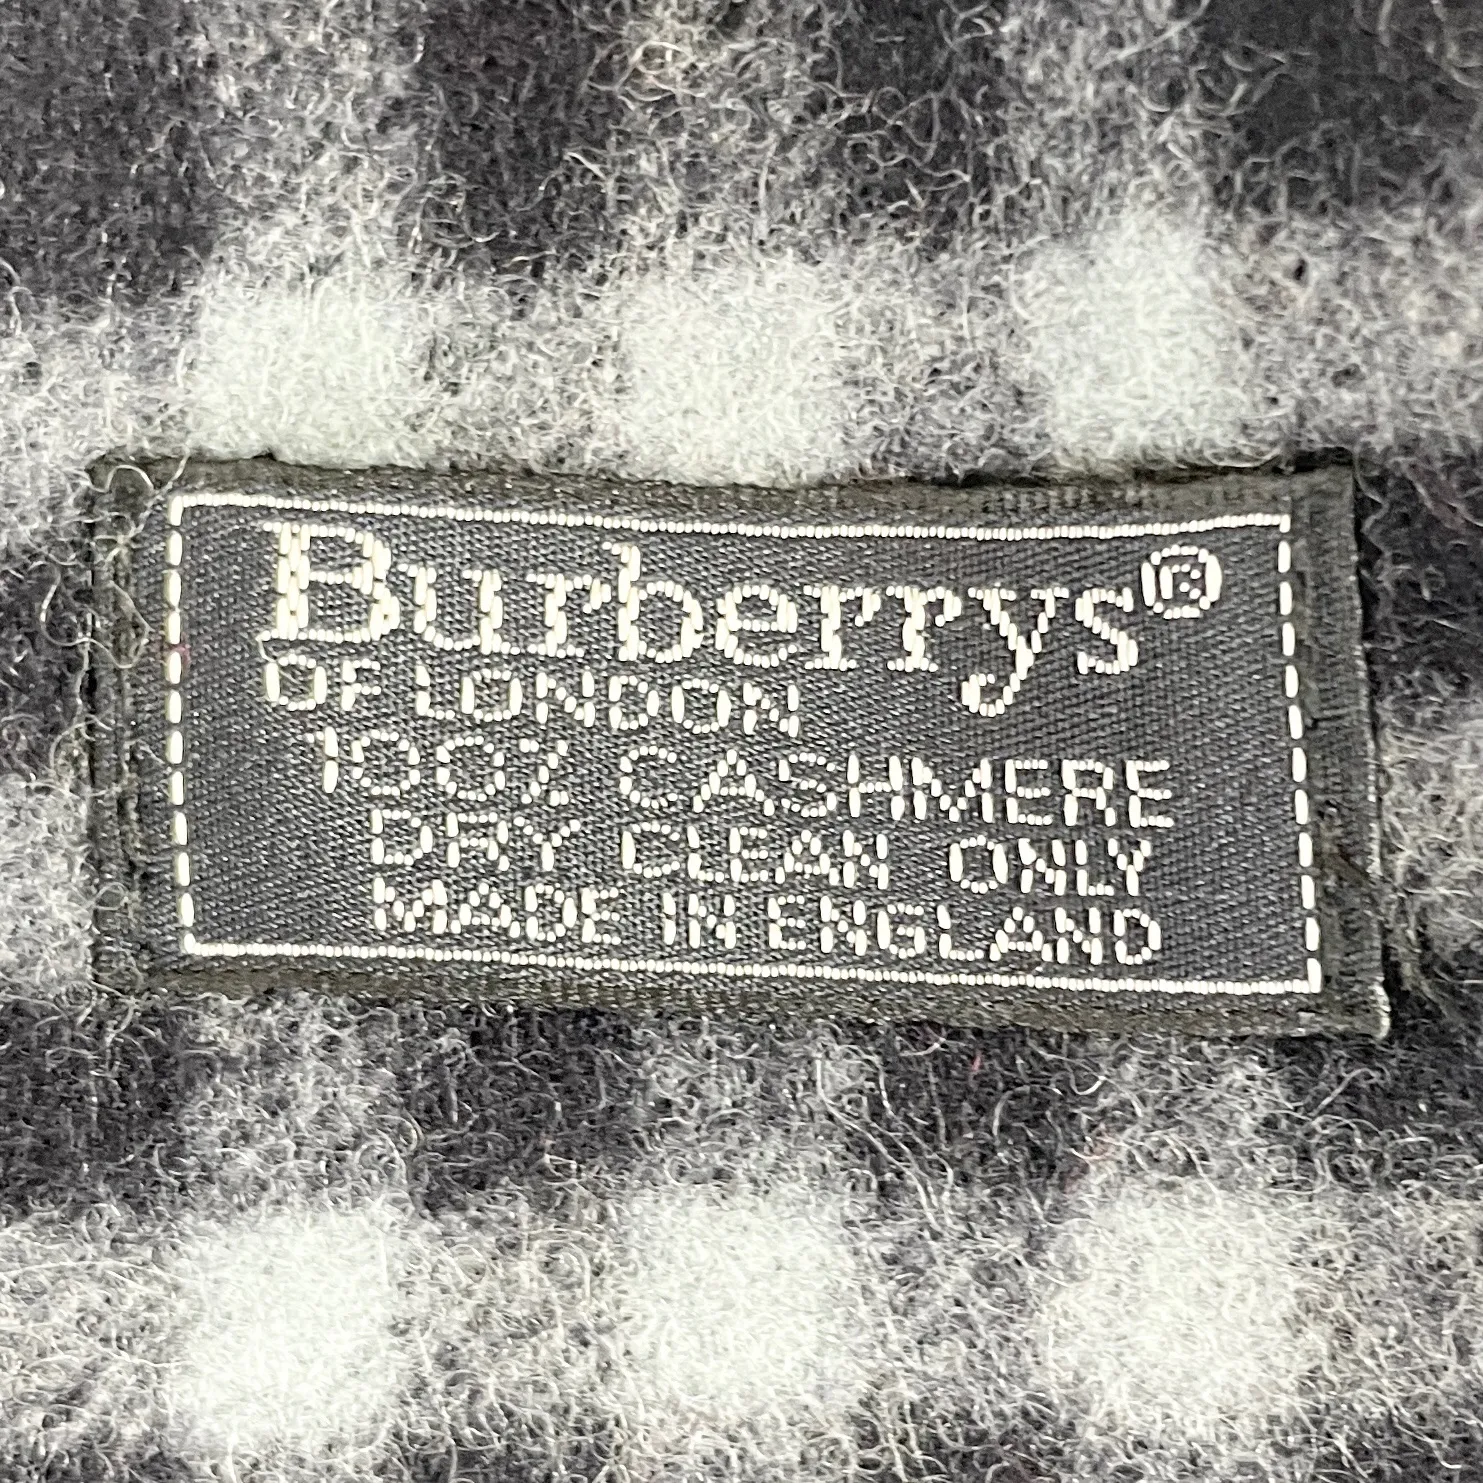 Burberrys®
OF LONDON
100% CASHMERE
DRY CLEAN ONLY
MADE IN ENGLAND